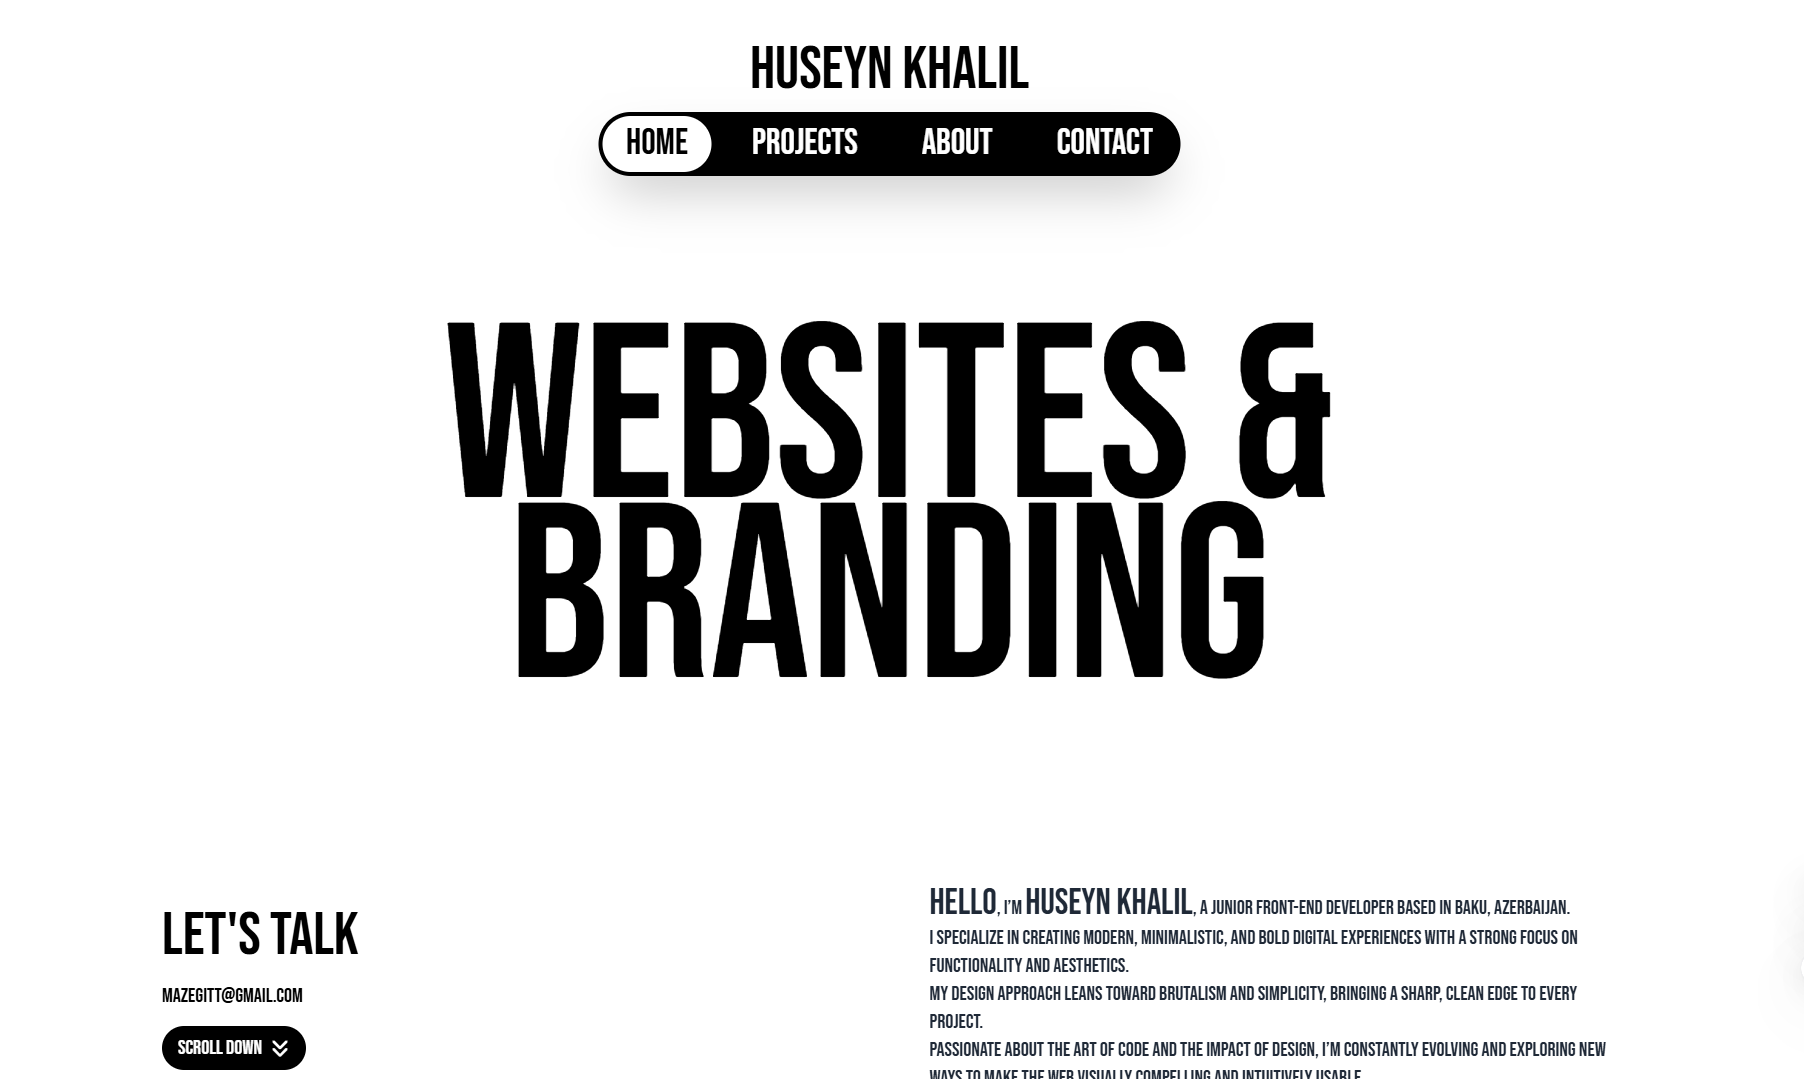 HUSEYN KHALIL
HOME PROJECTS ABOUT CONTACT
WEBSITES &
BRANDING
LET'S TALK
MAZEGITT@GMAIL.COM
SCROLL DOWN
HELLO, I'M HUSEYN KHALIL, A JUNIOR FRONT-END DEVELOPER BASED IN BAKU, AZERBAIJAN.
I SPECIALIZE IN CREATING MODERN, MINIMALISTIC, AND BOLD DIGITAL EXPERIENCES WITH A STRONG FOCUS ON
FUNCTIONALITY AND AESTHETICS.
MY DESIGN APPROACH LEANS TOWARD BRUTALISM AND SIMPLICITY, BRINGING A SHARP, CLEAN EDGE TO EVERY
PROJECT.
PASSIONATE ABOUT THE ART OF CODE AND THE IMPACT OF DESIGN, I'M CONSTANTLY EVOLVING AND EXPLORING NEW
WAYS TO MAKE THE WEB VISUALLY COMPELLING AND INTUITIVELY USABLE.